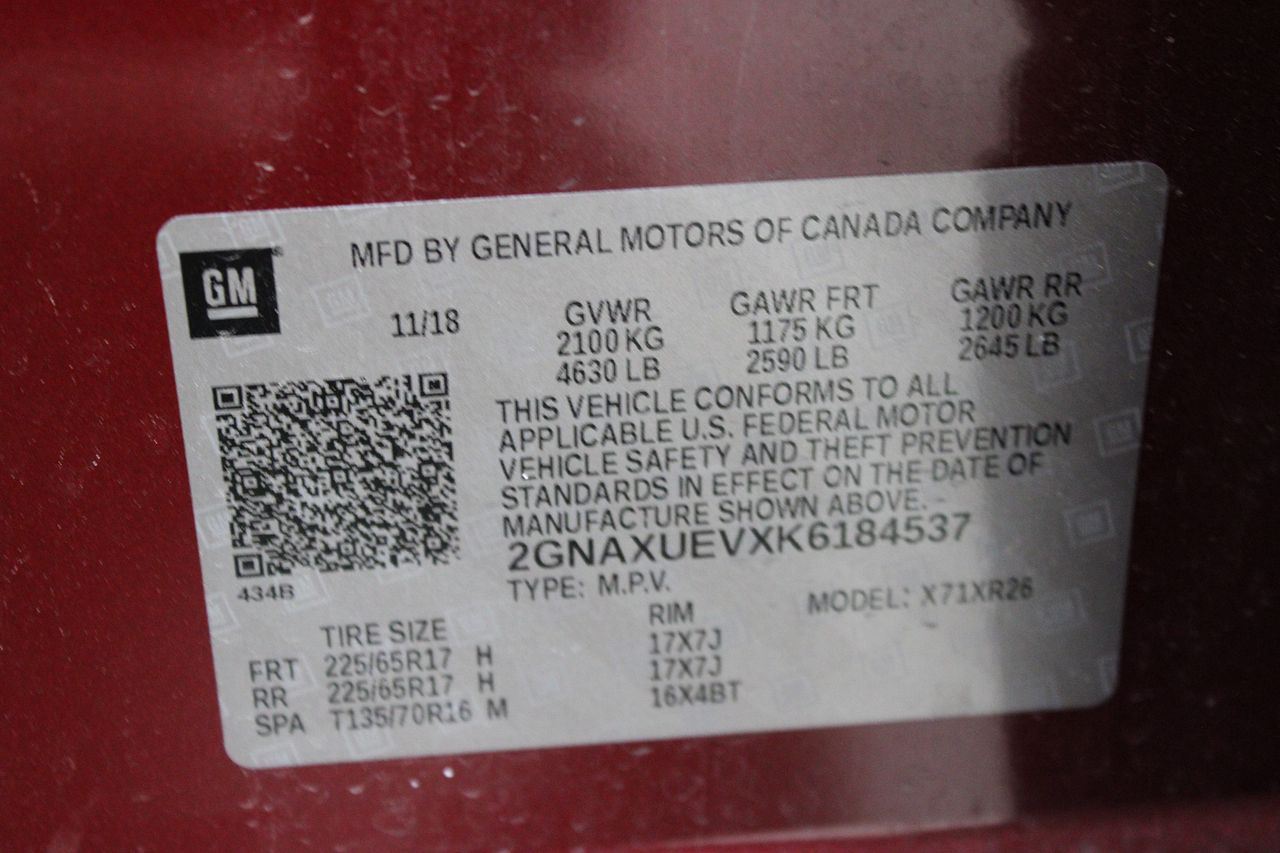 GM
MFD BY GENERAL MOTORS OF CANADA COMPANY
11/18
GVWR GAWR FRT GAWR RR
2100 KG 1175 KG 1200 KG
4630 LB 2590 LB 2645 LB
THIS VEHICLE CONFORMS TO ALL
APPLICABLE U.S. FEDERAL MOTOR
VEHICLE SAFETY AND THEFT PREVENTION
STANDARDS IN EFFECT ON THE DATE OF
MANUFACTURE SHOWN ABOVE.
2GNAXUEVXK6184537
434B
TYPE: M.P.V. MODEL: X71XR26
TIRE SIZE RIM
FRT 225/65R17 H 17X7J
RR 225/65R17 H 17X7J
SPA T135/70R16 M 16X4BT